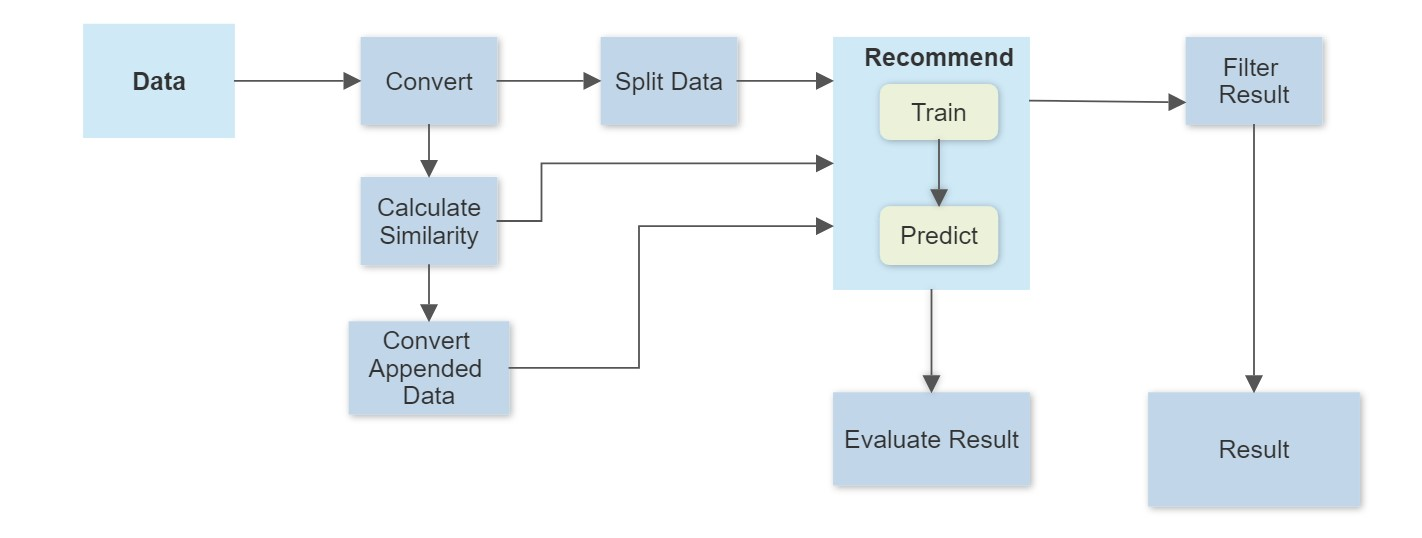 Data
Convert
Split Data
Recommend
Train
Predict
Filter
Result
Calculate
Similarity
Convert
Appended
Data
Evaluate Result
Result